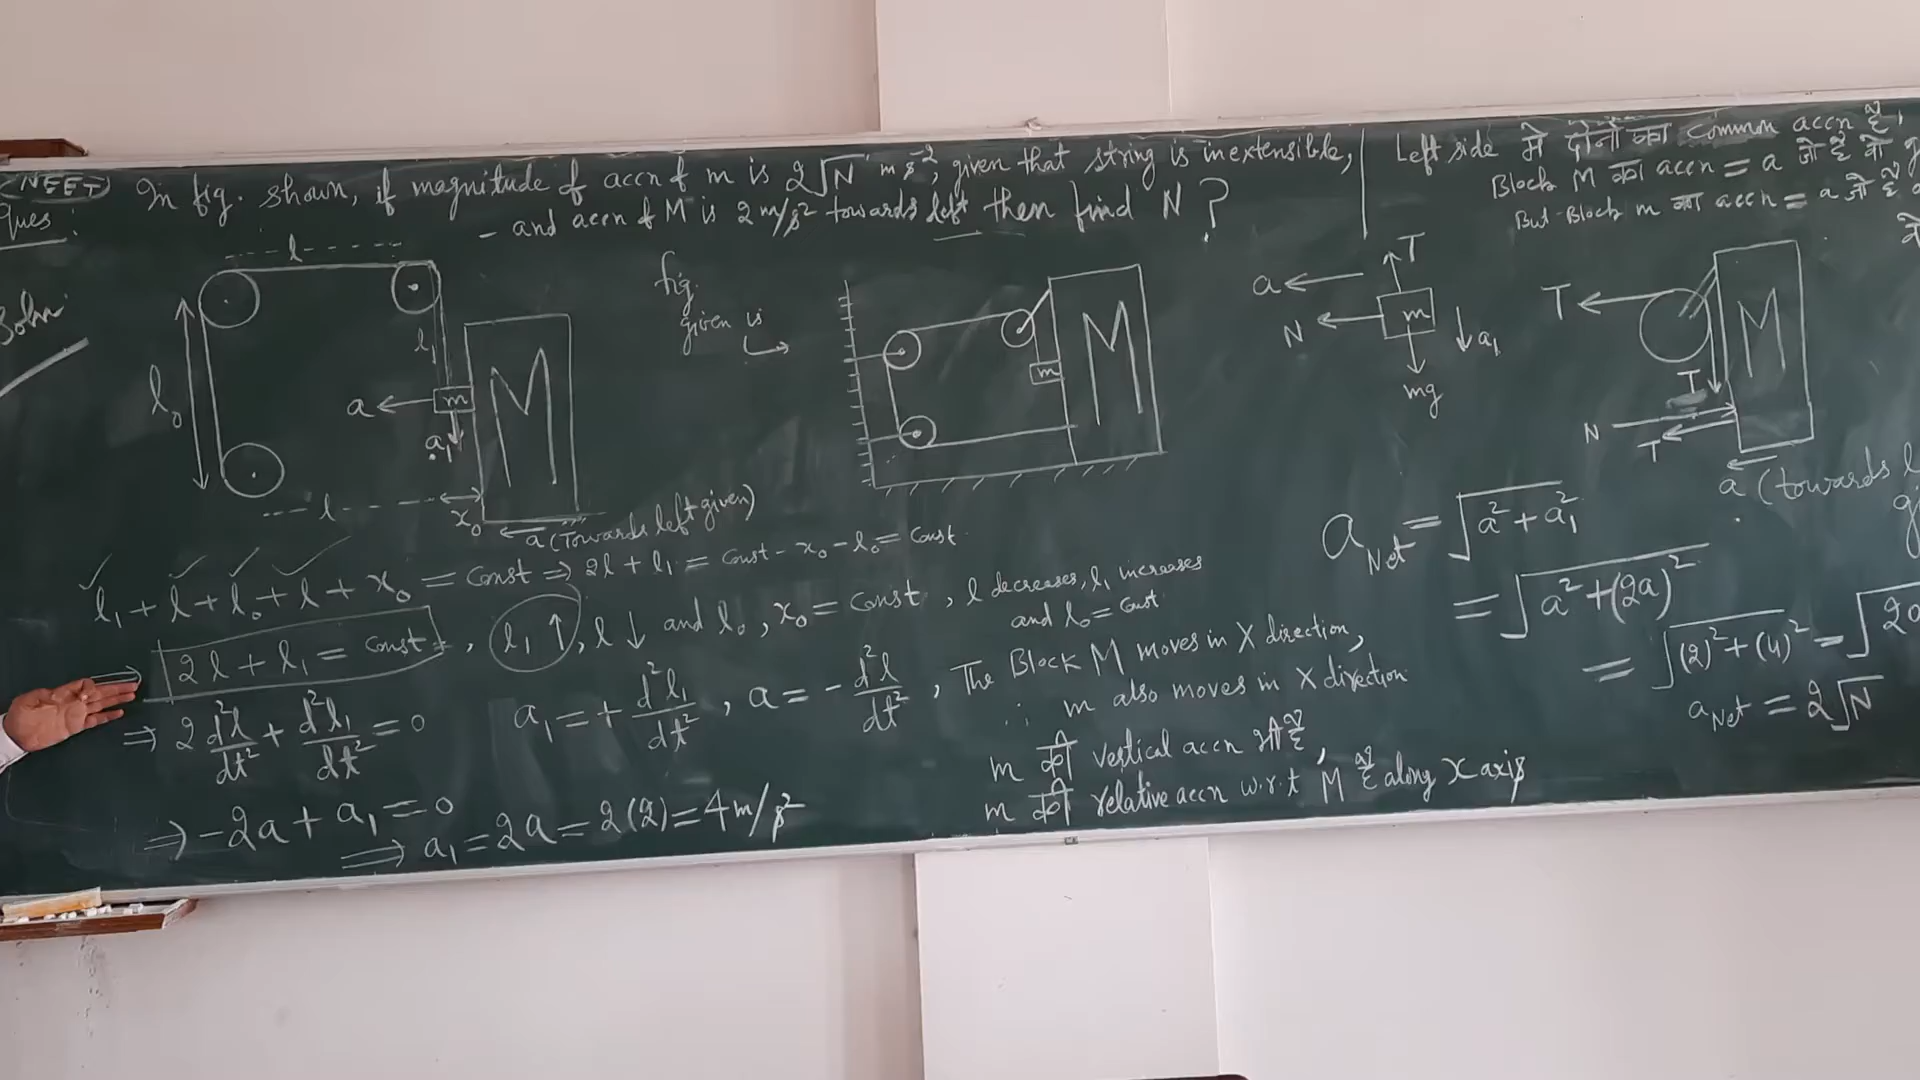 (NEET) In fig. shown, if magnitude of accn of m is 2√N ms⁻², given that string is inextensible,
Ques: - and accn of M is 2 m/s² towards left then find N ?
Soln:
l
l₀
l₁
a ← m
a₁
M
l
x₀
← a (Towards left given)
fig.
given is
m
M
l₁ + l + l₀ + l + x₀ = Const ⇒ 2l + l₁ = Const - x₀ - l₀ = Const
⇒ 2l + l₁ = Const , l₁ ↑, l ↓ and l₀, x₀ = Const , l decreases, l₁ increases
and l₀ = Const
⇒ 2 d²l/dt² + d²l₁/dt² = 0
a₁ = + d²l₁/dt² , a = - d²l/dt² , The Block M moves in X direction,
∴ m also moves in X direction
⇒ -2a + a₁ = 0
⇒ a₁ = 2a = 2(2) = 4 m/s²
m की vertical accn भी है,
m की relative accn w.r.t M है along x axis
Left side में दोनों का Common accn है,
Block M का accn = a जो है वो
But Block m का accn = a जो है
T
a ←
N ← m ↓ a₁
mg
T ←
M
T
N
T
← a (towards
a Net = √a² + a₁²
= √a² + (2a)²
= √(2)² + (4)² = √20
a Net = 2√N